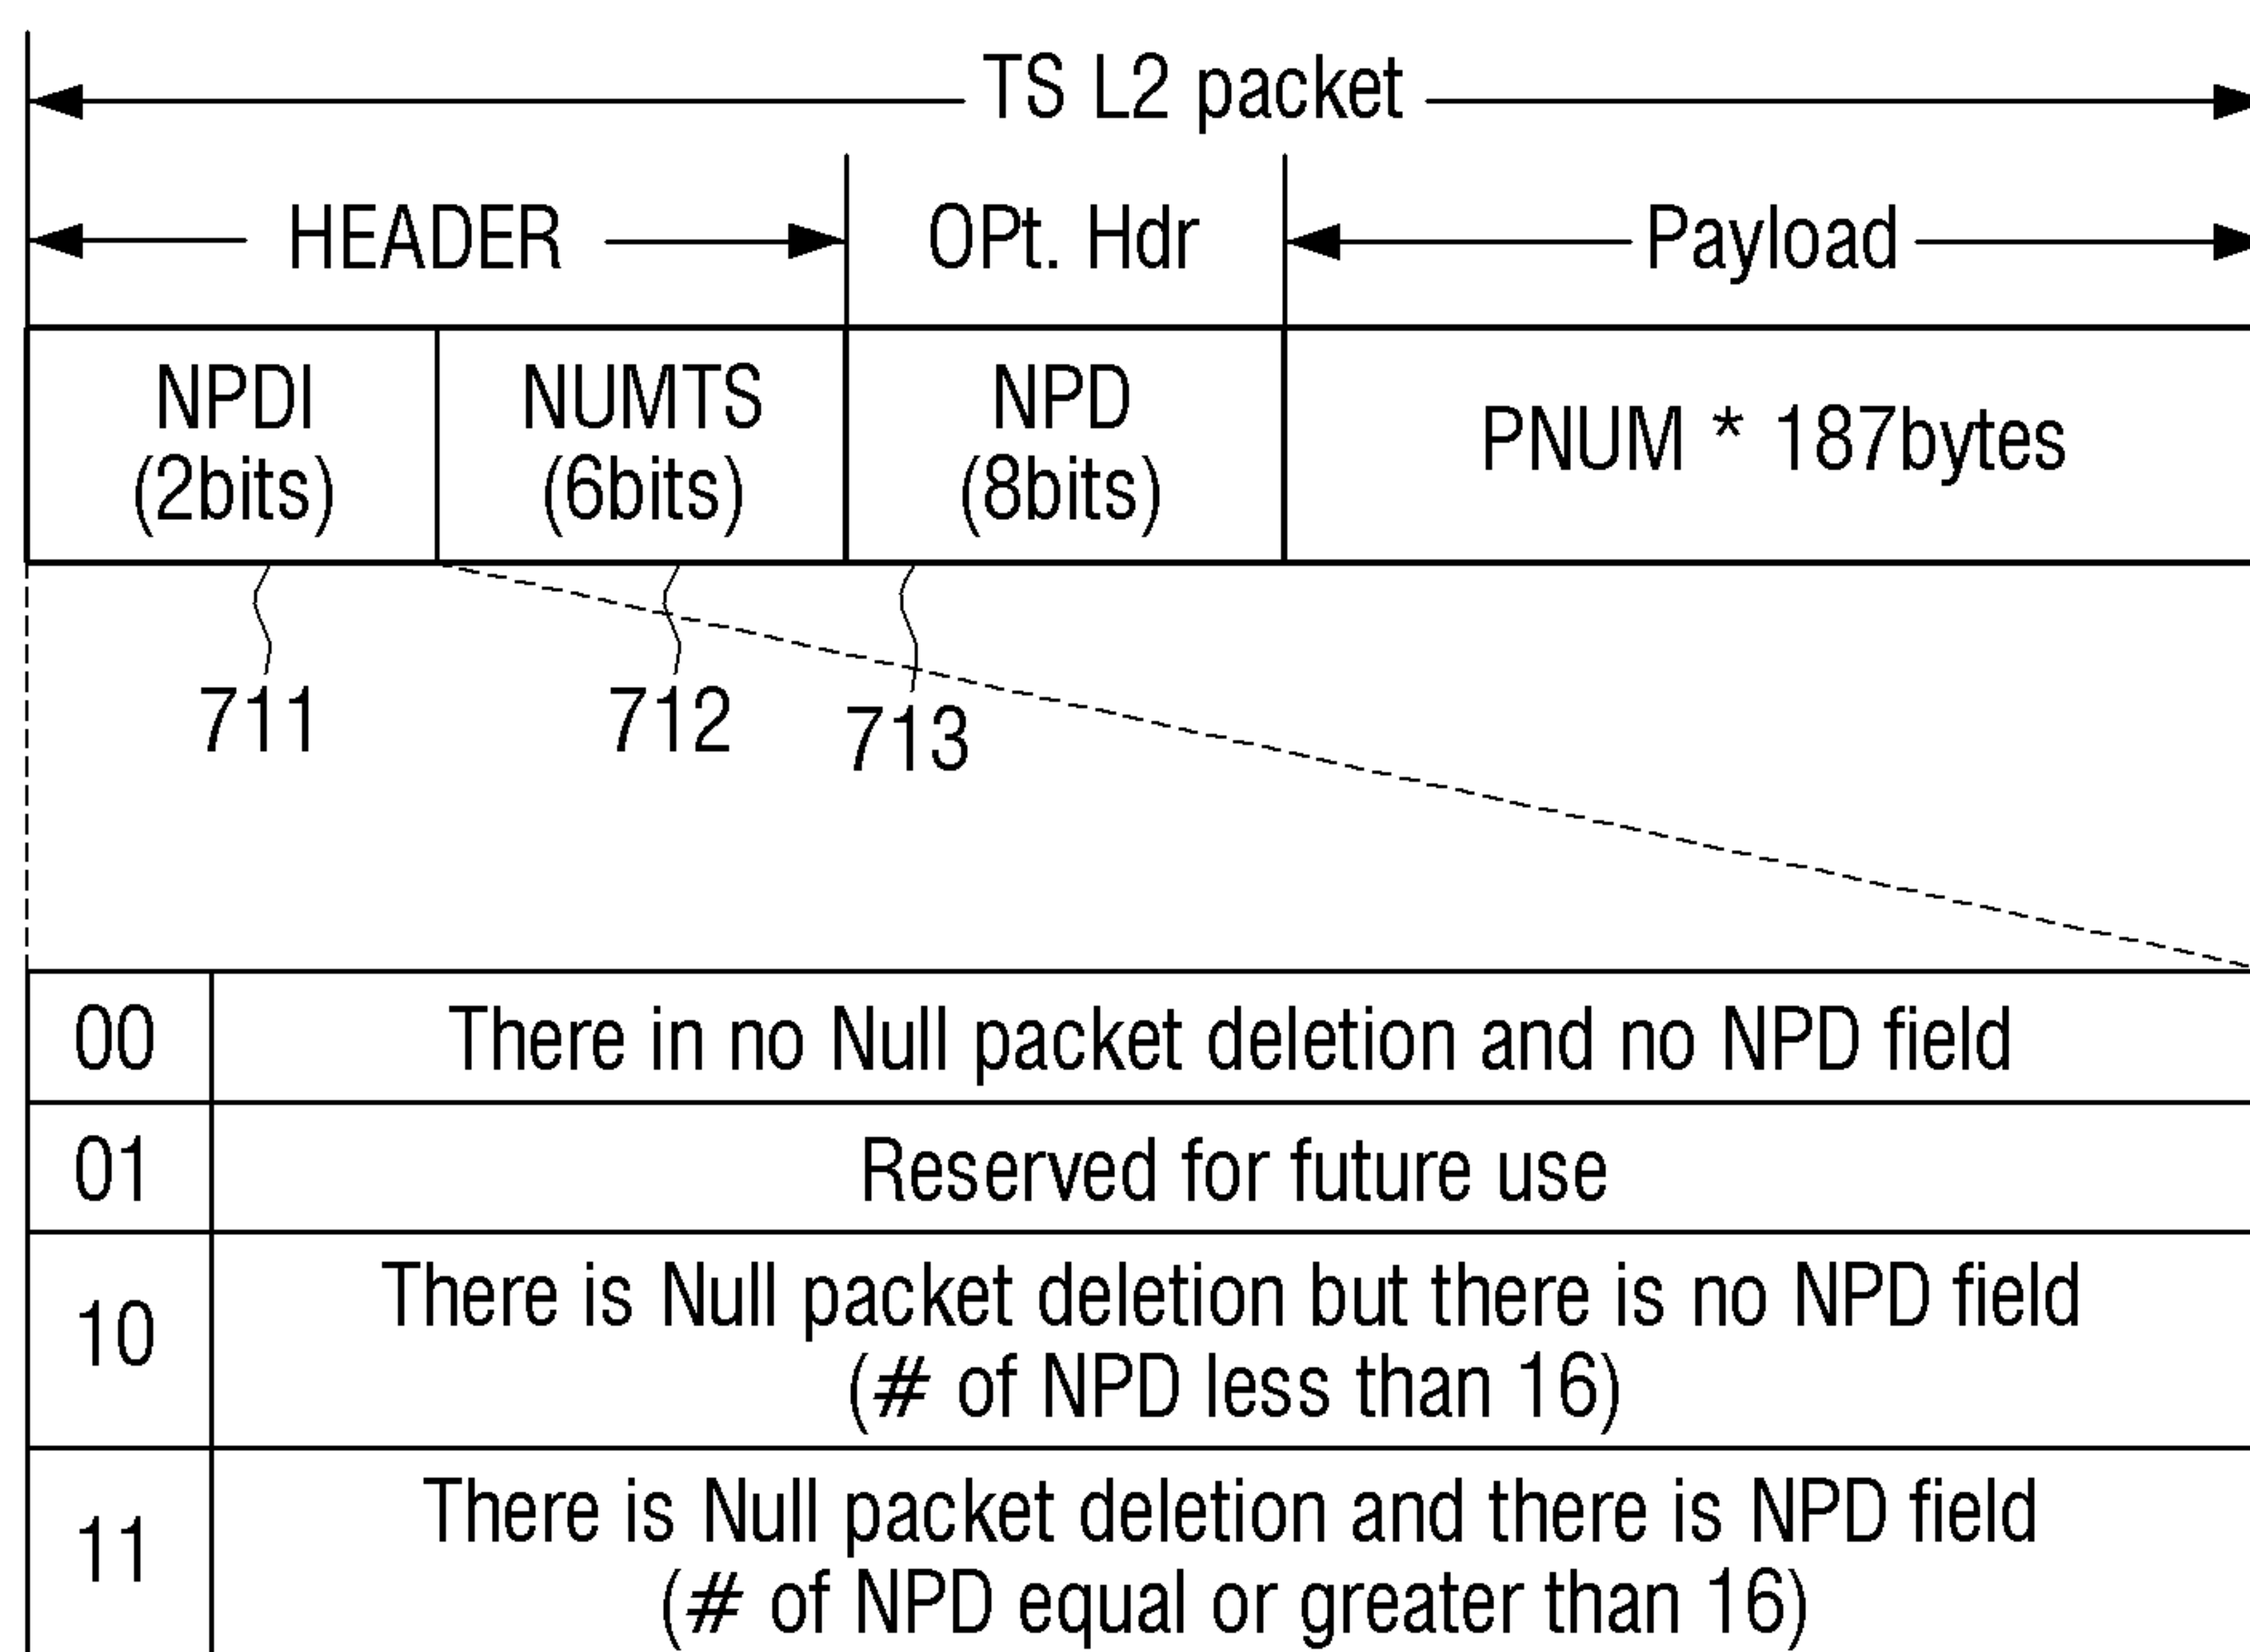 TS L2 packet
HEADER OPt. Hdr Payload
NPDI NUMTS NPD PNUM * 187bytes
(2bits) (6bits) (8bits)
711 712 713
00 There in no Null packet deletion and no NPD field
01 Reserved for future use
10 There is Null packet deletion but there is no NPD field
(# of NPD less than 16)
11 There is Null packet deletion and there is NPD field
(# of NPD equal or greater than 16)